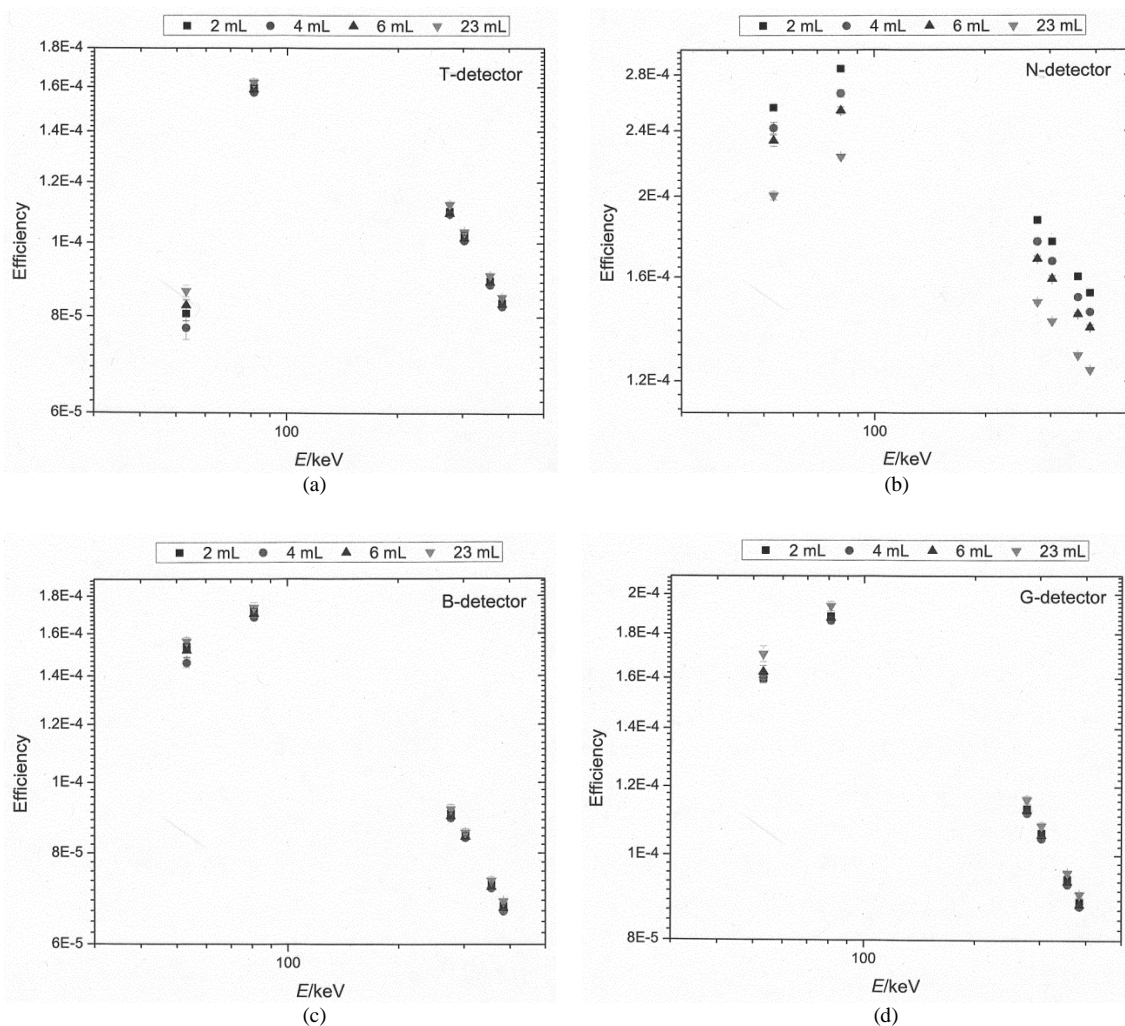 2 mL 4 mL 6 mL 23 mL
T-detector
1.8E-4
1.6E-4
1.4E-4
1.2E-4
1E-4
8E-5
6E-5
Efficiency
100
E/keV
(a)
2 mL 4 mL 6 mL 23 mL
N-detector
2.8E-4
2.4E-4
2E-4
1.6E-4
1.2E-4
Efficiency
100
E/keV
(b)
2 mL 4 mL 6 mL 23 mL
B-detector
1.8E-4
1.6E-4
1.4E-4
1.2E-4
1E-4
8E-5
6E-5
Efficiency
100
E/keV
(c)
2 mL 4 mL 6 mL 23 mL
G-detector
2E-4
1.8E-4
1.6E-4
1.4E-4
1.2E-4
1E-4
8E-5
Efficiency
100
E/keV
(d)